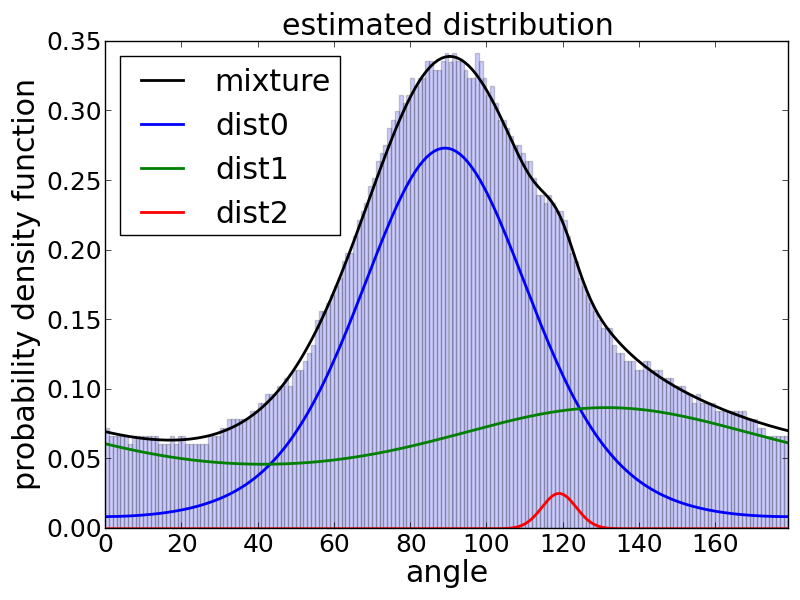 estimated distribution
probability density function
0.35
0.30
0.25
0.20
0.15
0.10
0.05
0.00
mixture
dist0
dist1
dist2
0 20 40 60 80 100 120 140 160
angle